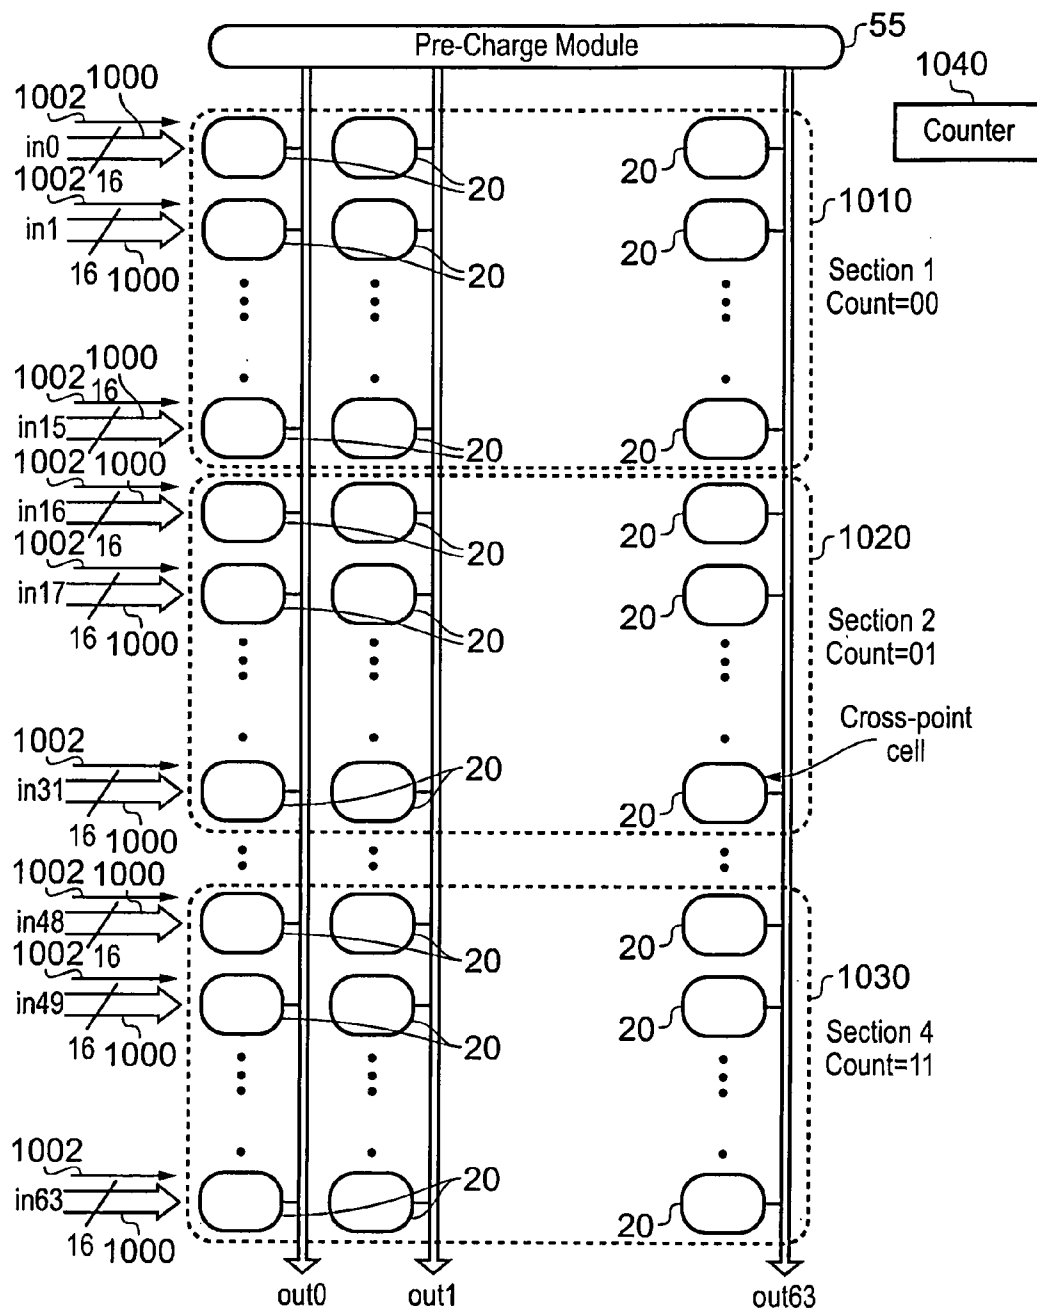 Pre-Charge Module
55
1040
Counter
1002
1000
in0
16
20
20
1010
1002
in1
16
1000
20
20
Section 1
Count=00
1002
16
1000
in15
20
20
1002
1000
in16
16
20
20
1020
1002
in17
16
1000
20
20
Section 2
Count=01
Cross-point
cell
1002
in31
16
1000
20
20
1002
1000
in48
16
20
20
1002
in49
16
1000
20
20
1030
Section 4
Count=11
1002
in63
16
1000
20
20
out0
out1
out63